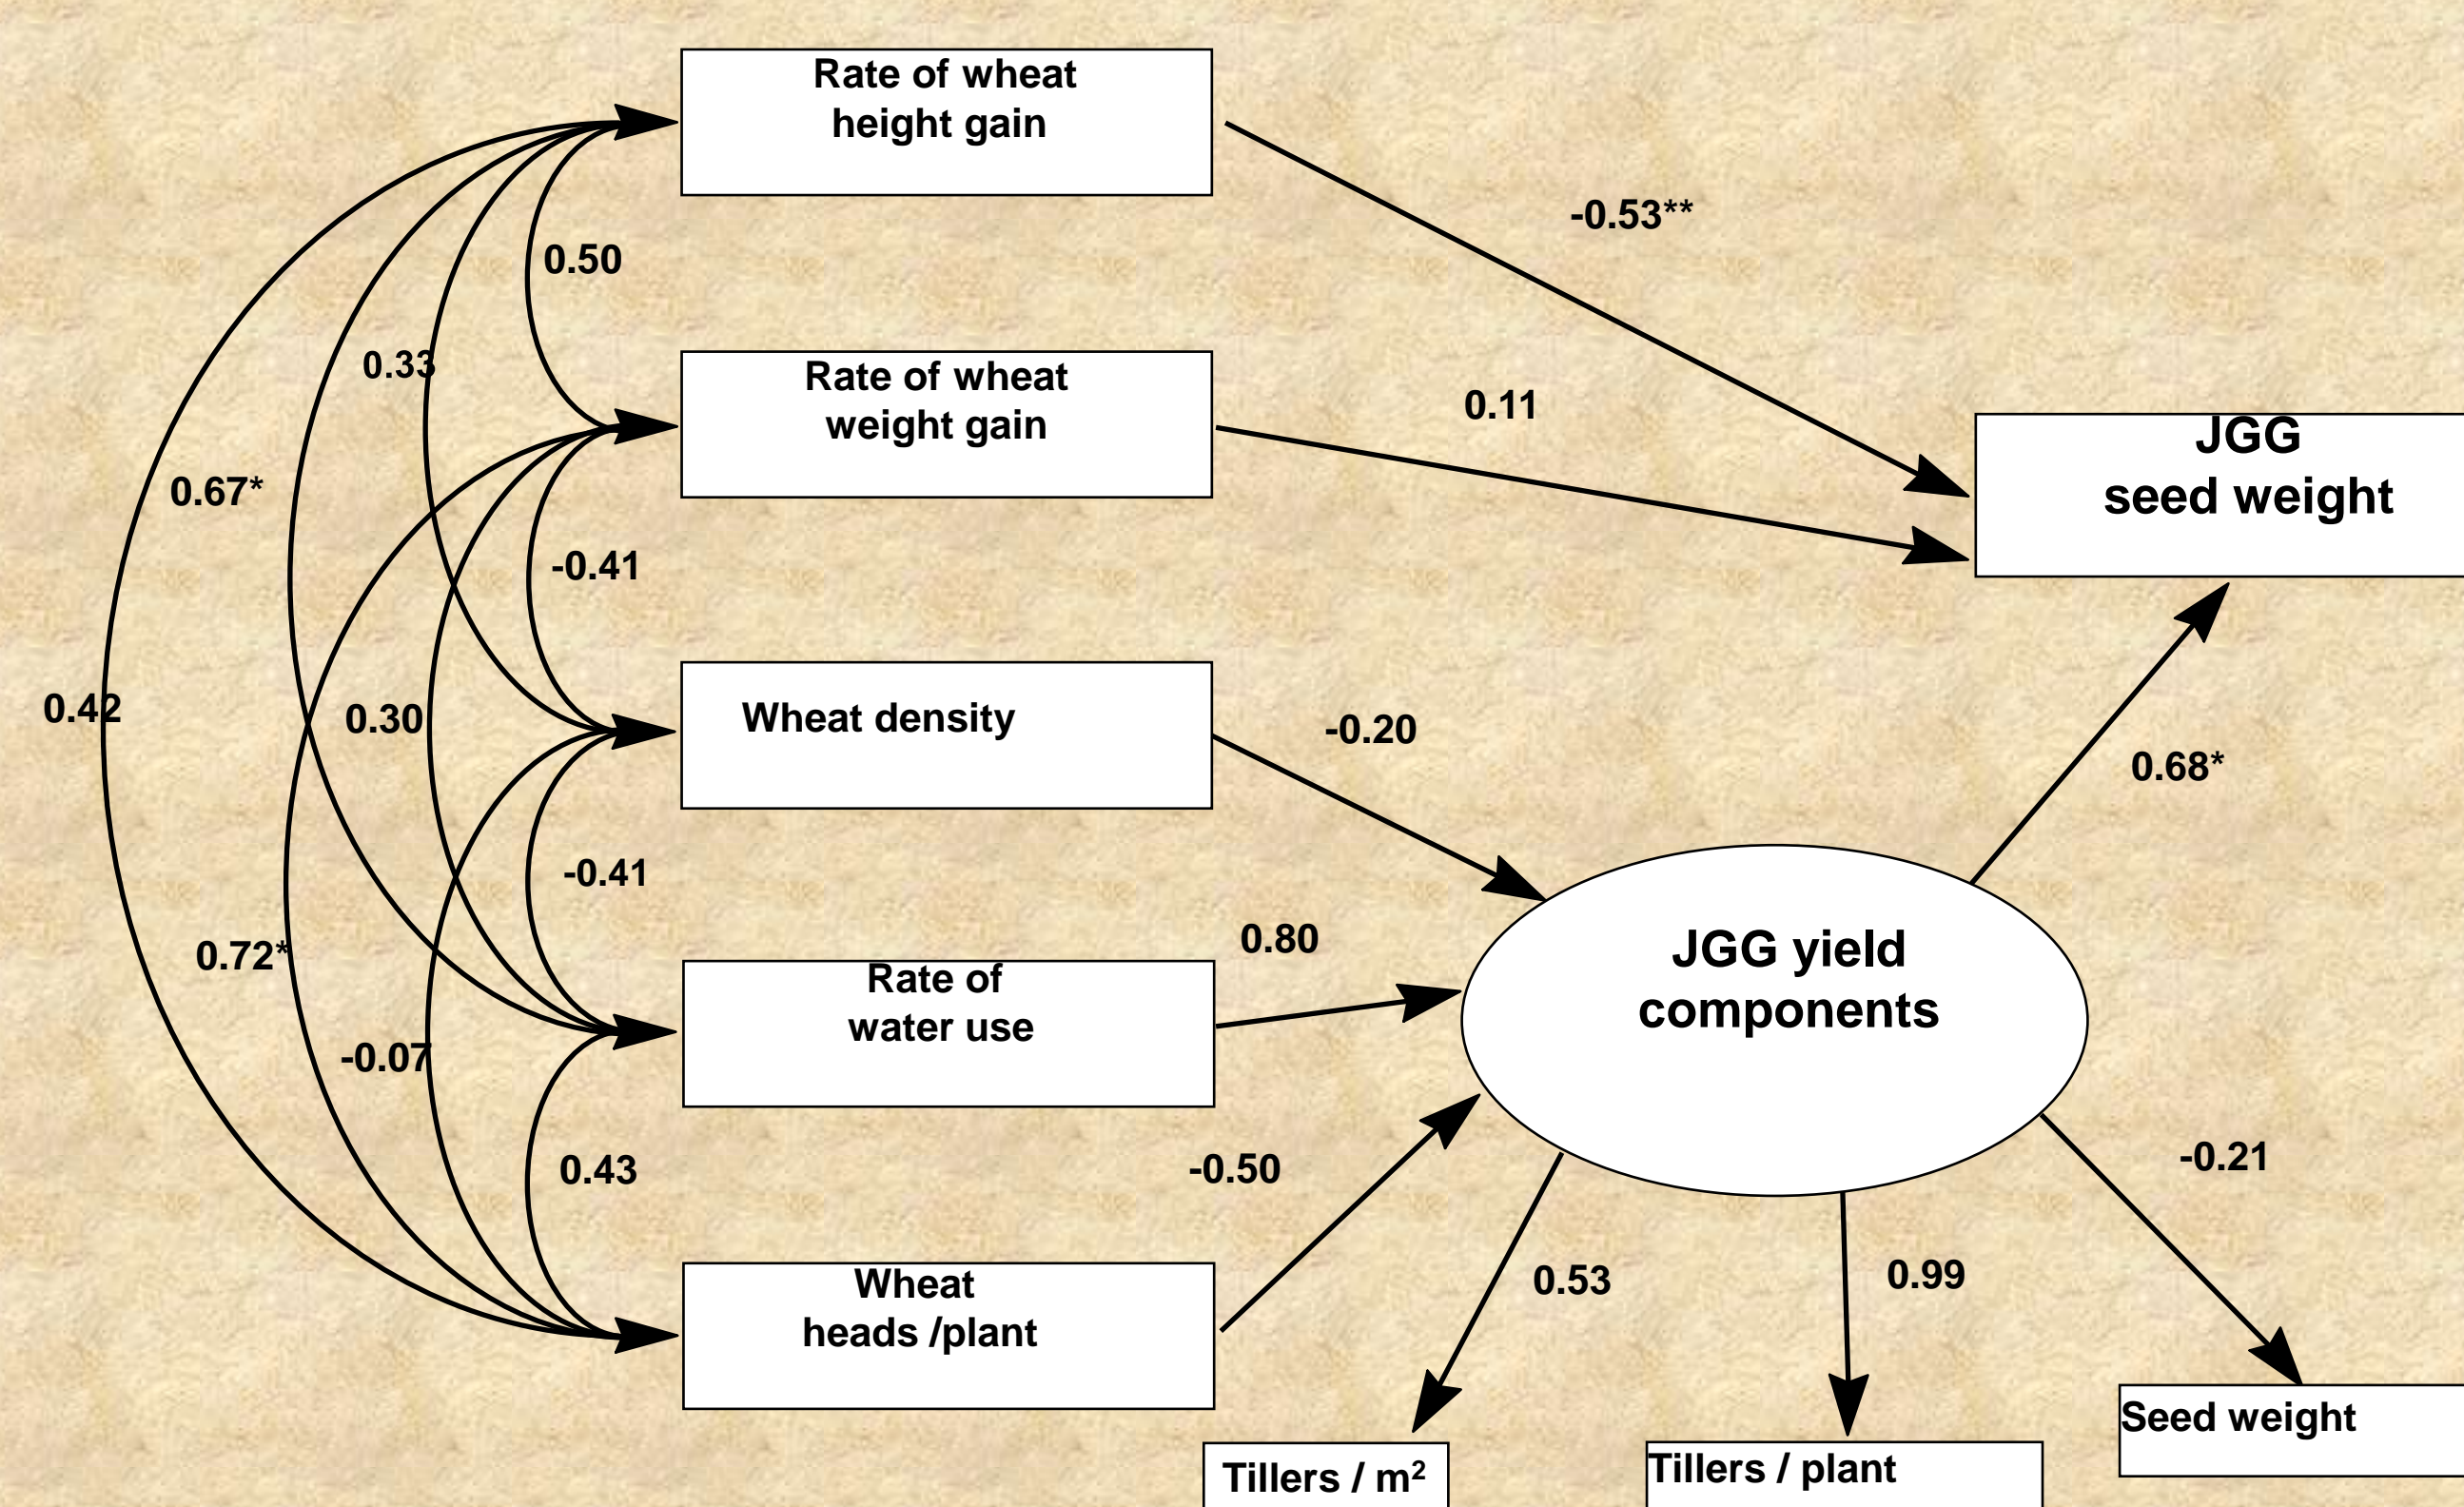 Rate of wheat
height gain
-0.53**
0.50
0.33
Rate of wheat
weight gain
0.11
JGG
seed weight
0.67*
-0.41
0.42
0.30
Wheat density
-0.20
0.68*
-0.41
0.72*
Rate of
water use
0.80
JGG yield
components
-0.07
0.43
-0.50
-0.21
Wheat
heads /plant
0.53
0.99
Seed weight
Tillers / m²
Tillers / plant